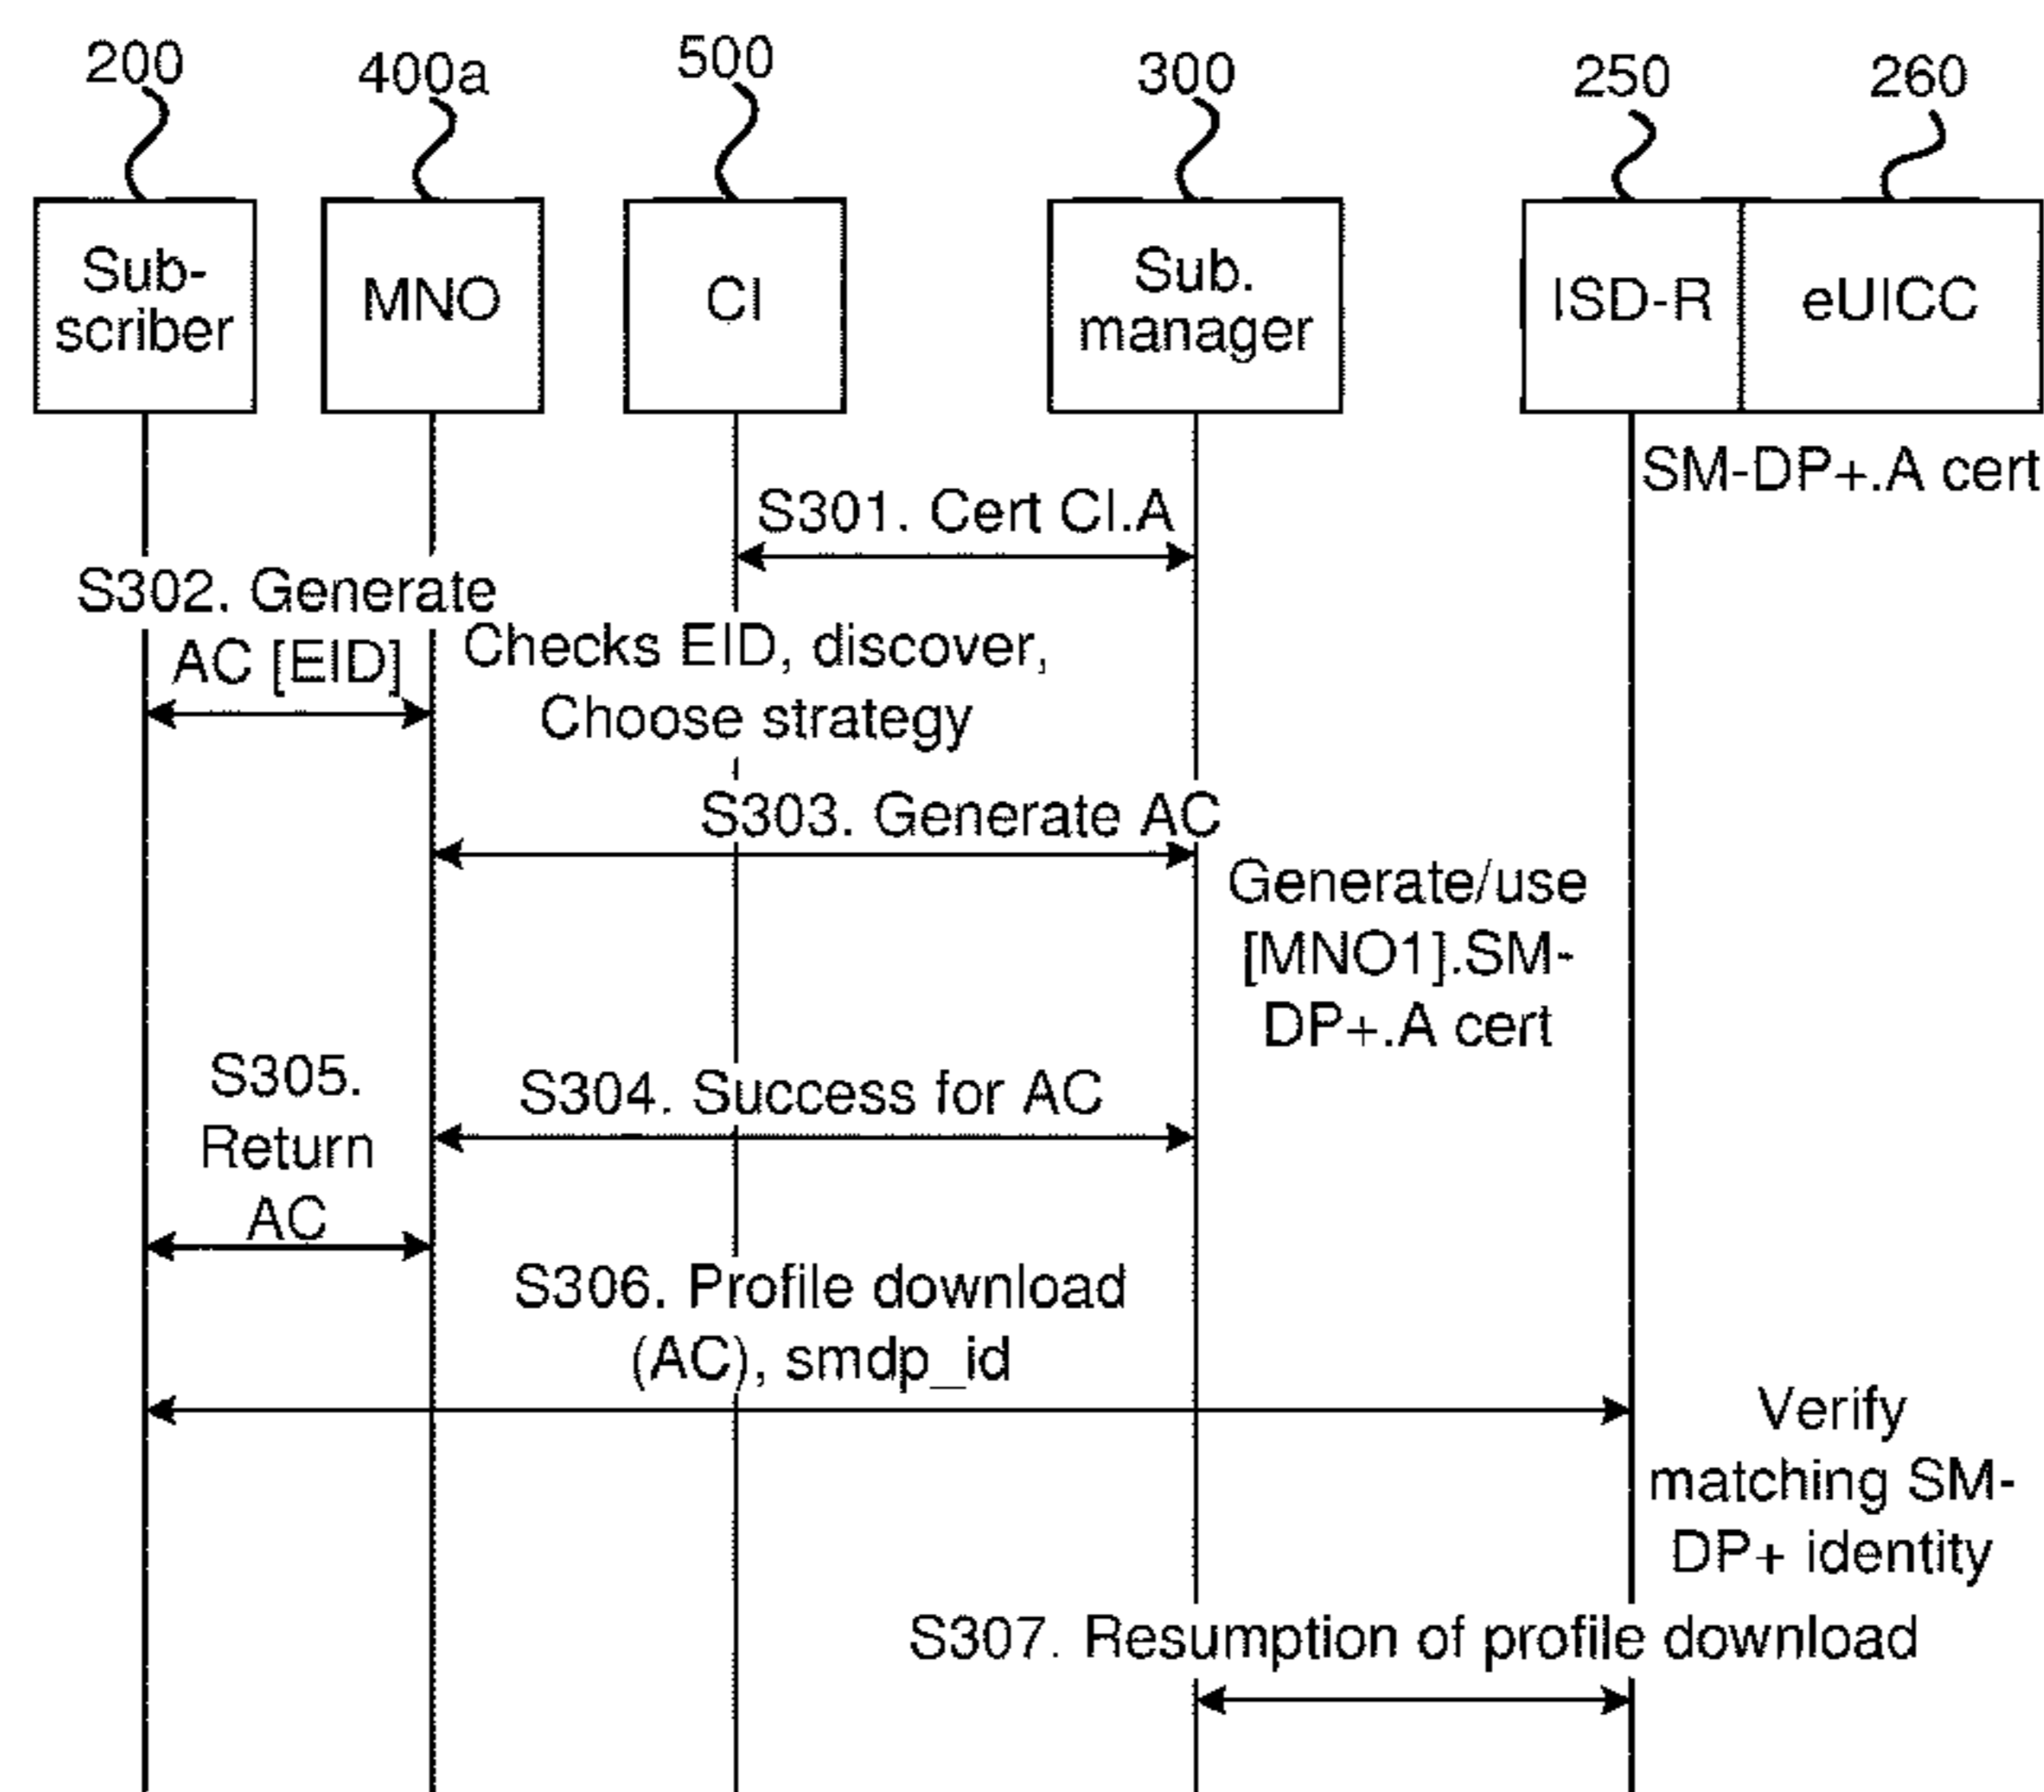 200
400a
500
300
250
260
Sub-
scriber
MNO
CI
Sub.
manager
ISD-R
eUICC
SM-DP+.A cert
S301. Cert CI.A
S302. Generate
AC [EID]
Checks EID, discover,
Choose strategy
S303. Generate AC
Generate/use
[MNO1].SM-
DP+.A cert
S305.
Return
AC
S304. Success for AC
S306. Profile download
(AC), smdp_id
Verify
matching SM-
DP+ identity
S307. Resumption of profile download